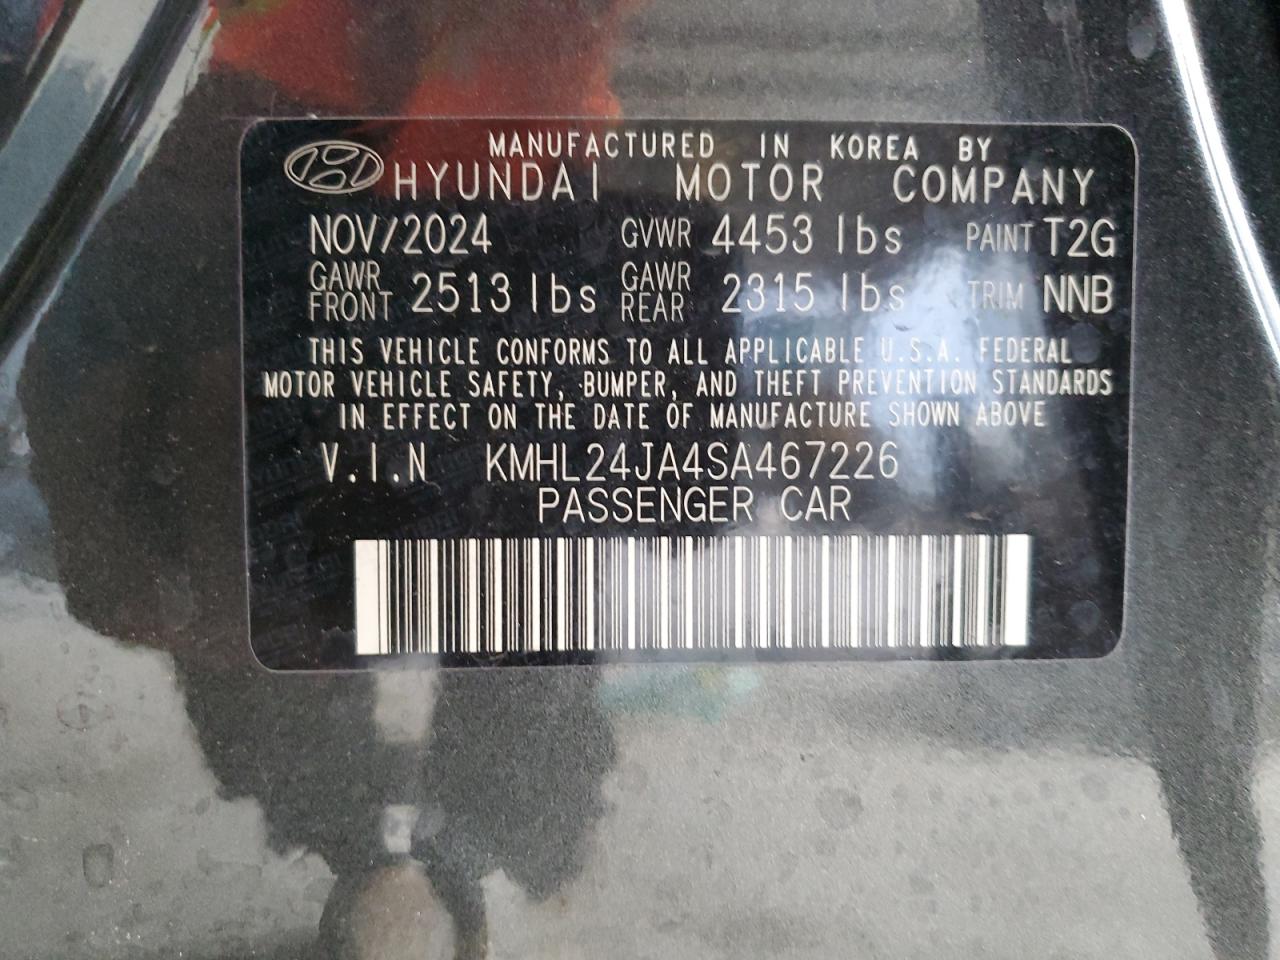 MANUFACTURED IN KOREA BY
HYUNDAI MOTOR COMPANY
NOV/2024 GVWR 4453 lbs PAINT T2G
GAWR FRONT 2513 lbs GAWR REAR 2315 lbs TRIM NNB
THIS VEHICLE CONFORMS TO ALL APPLICABLE U.S.A. FEDERAL
MOTOR VEHICLE SAFETY, BUMPER, AND THEFT PREVENTION STANDARDS
IN EFFECT ON THE DATE OF MANUFACTURE SHOWN ABOVE
V.I.N KMHL24JA4SA467226
PASSENGER CAR